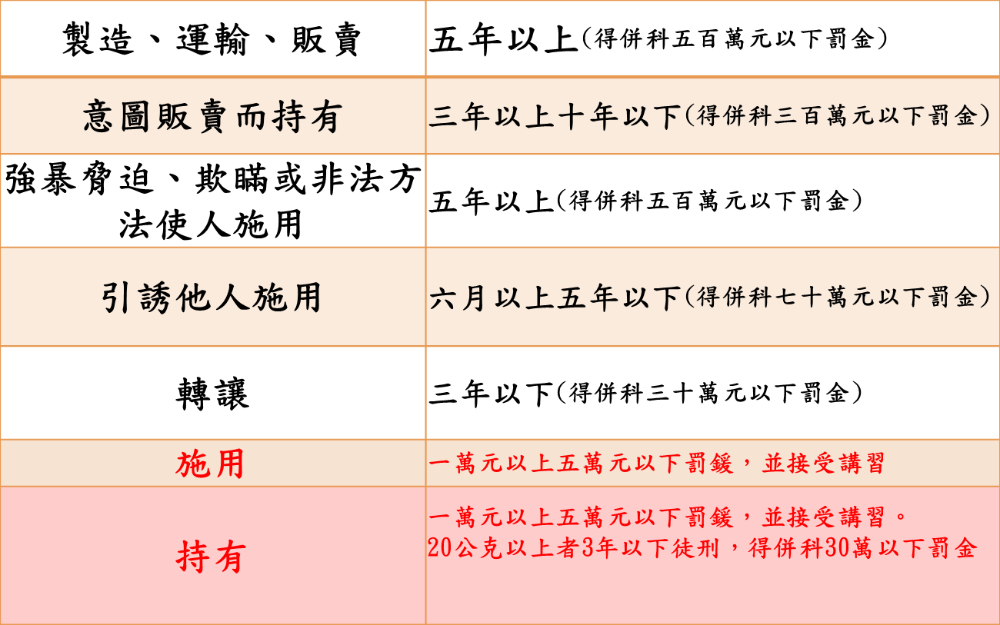 製造、運輸、販賣
五年以上(得併科五百萬元以下罰金)
意圖販賣而持有
三年以上十年以下(得併科三百萬元以下罰金)
強暴脅迫、欺瞞或非法方
法使人施用
五年以上(得併科五百萬元以下罰金)
引誘他人施用
六月以上五年以下(得併科七十萬元以下罰金)
轉讓
三年以下(得併科三十萬元以下罰金)
施用
一萬元以上五萬元以下罰鍰，並接受講習
持有
一萬元以上五萬元以下罰鍰，並接受講習。
20公克以上者3年以下徒刑，得併科30萬以下罰金